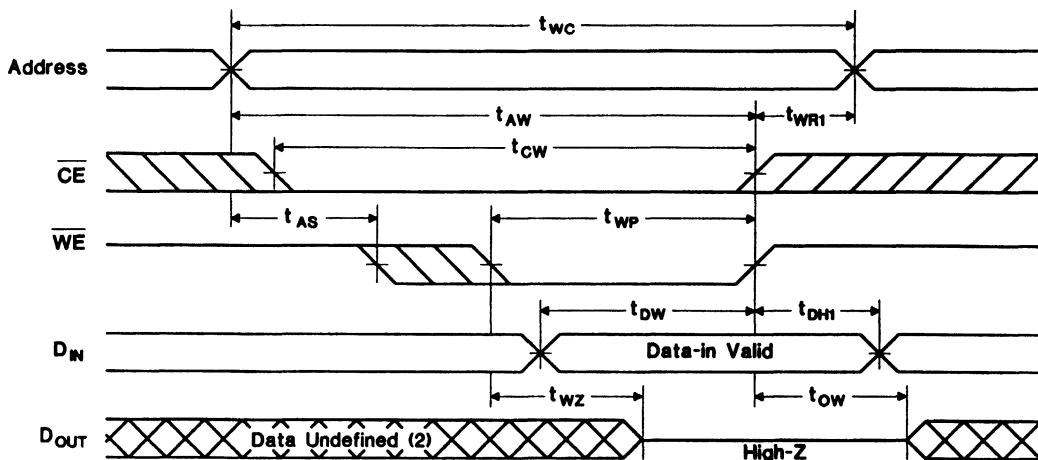 tWC
Address
tAW
tWR1
tCW
CE
tAS
tWP
WE
tDW
tDH1
DIN
Data-in Valid
tWZ
tOW
DOUT
Data Undefined (2)
High-Z